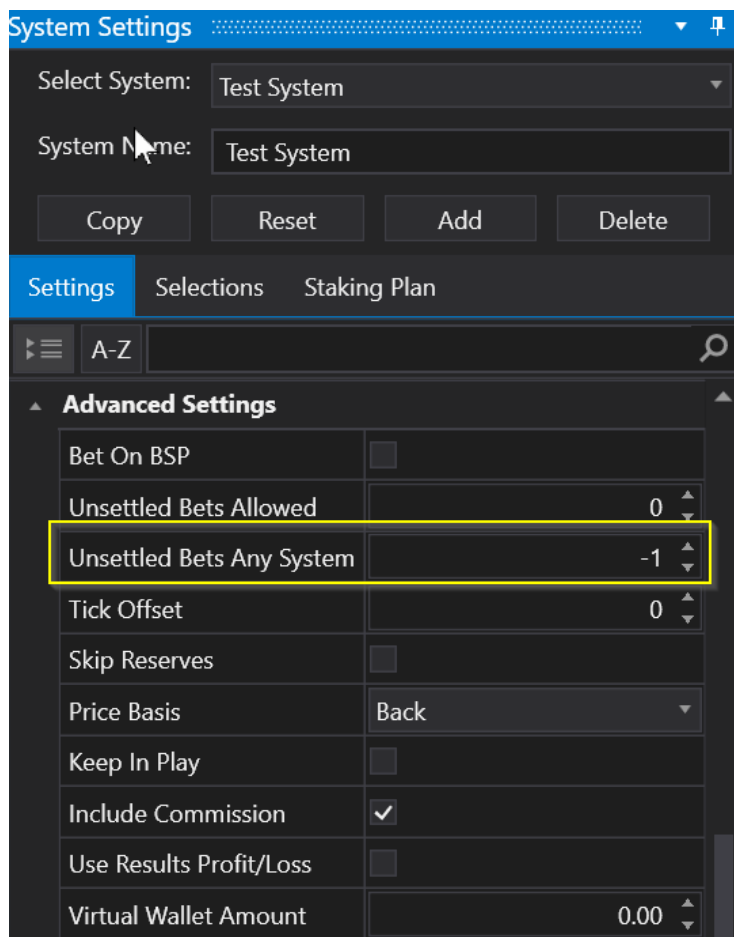 System Settings
Select System: Test System
System Name: Test System
Copy Reset Add Delete
Settings Selections Staking Plan
A-Z
Advanced Settings
Bet On BSP
Unsettled Bets Allowed 0
Unsettled Bets Any System -1
Tick Offset 0
Skip Reserves
Price Basis Back
Keep In Play
Include Commission
Use Results Profit/Loss
Virtual Wallet Amount 0.00